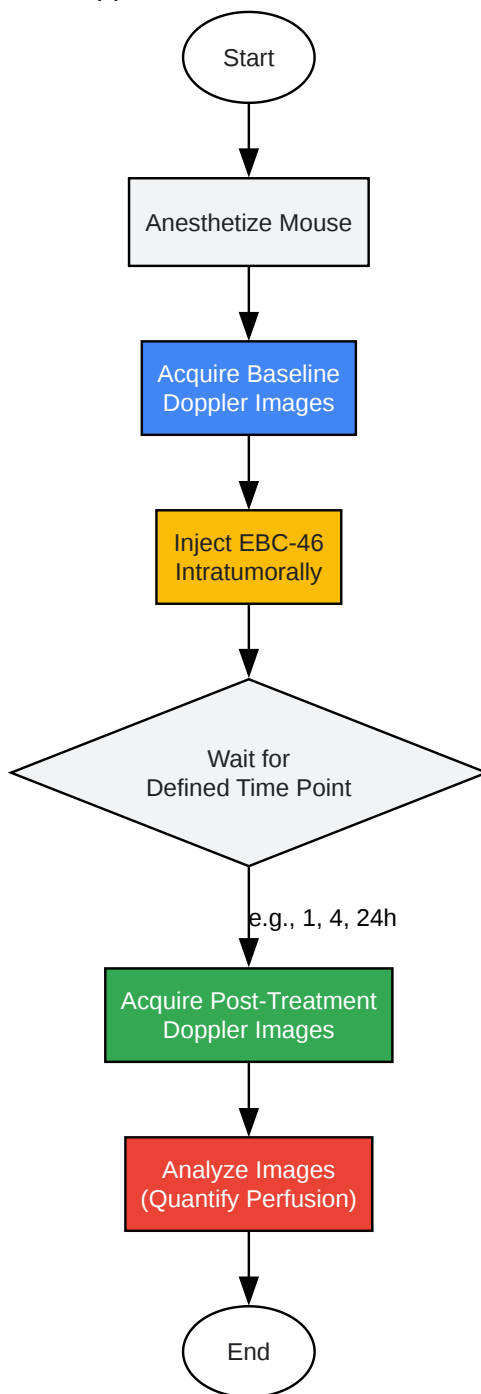 Start
Anesthetize Mouse
Acquire Baseline
Doppler Images
Inject EBC-46
Intratumorally
Wait for
Defined Time Point
e.g., 1, 4, 24h
Acquire Post-Treatment
Doppler Images
Analyze Images
(Quantify Perfusion)
End